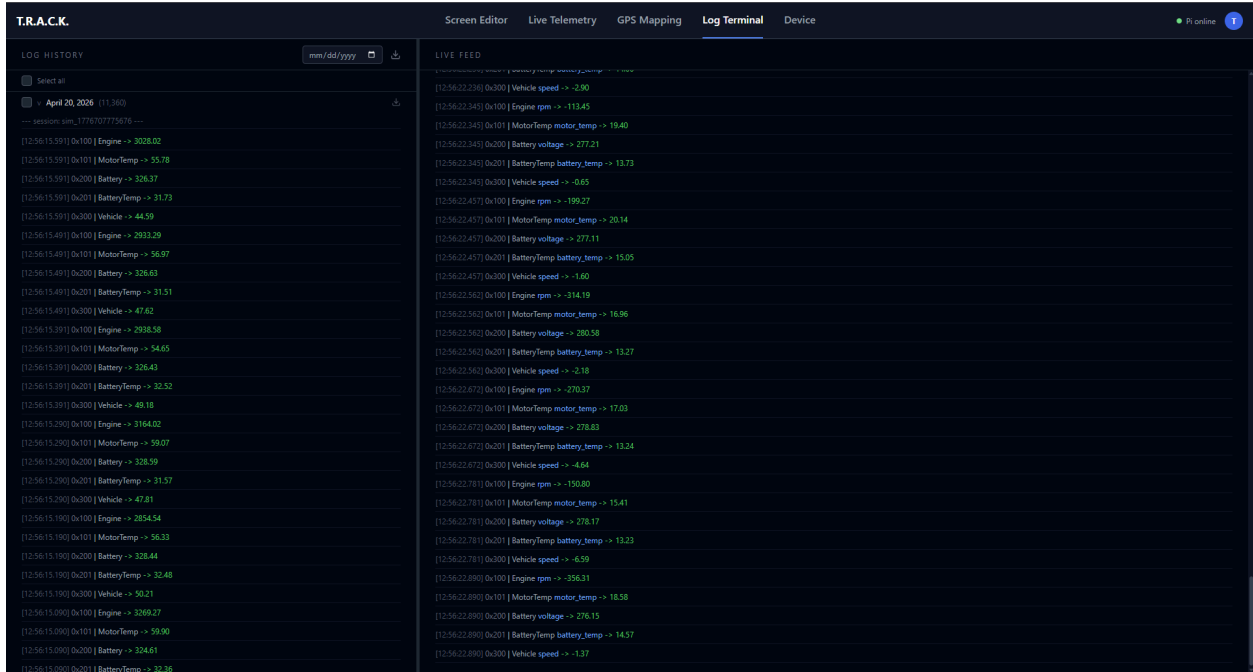 T.R.A.C.K.
Screen Editor Live Telemetry GPS Mapping Log Terminal Device
Pi online T
LOG HISTORY
mm/dd/yyyy
Select all
v April 20, 2026 (11,360)
--- session: sim_1776707775676 ---
[12:56:15.591] 0x100 | Engine -> 3028.02
[12:56:15.591] 0x101 | MotorTemp -> 55.78
[12:56:15.591] 0x200 | Battery -> 326.37
[12:56:15.591] 0x201 | BatteryTemp -> 31.73
[12:56:15.591] 0x300 | Vehicle -> 44.59
[12:56:15.491] 0x100 | Engine -> 2933.29
[12:56:15.491] 0x101 | MotorTemp -> 56.97
[12:56:15.491] 0x200 | Battery -> 326.63
[12:56:15.491] 0x201 | BatteryTemp -> 31.51
[12:56:15.491] 0x300 | Vehicle -> 47.62
[12:56:15.391] 0x100 | Engine -> 2938.58
[12:56:15.391] 0x101 | MotorTemp -> 54.65
[12:56:15.391] 0x200 | Battery -> 326.43
[12:56:15.391] 0x201 | BatteryTemp -> 32.52
[12:56:15.391] 0x300 | Vehicle -> 49.18
[12:56:15.290] 0x100 | Engine -> 3164.02
[12:56:15.290] 0x101 | MotorTemp -> 59.07
[12:56:15.290] 0x200 | Battery -> 328.59
[12:56:15.290] 0x201 | BatteryTemp -> 31.57
[12:56:15.290] 0x300 | Vehicle -> 47.81
[12:56:15.190] 0x100 | Engine -> 2854.54
[12:56:15.190] 0x101 | MotorTemp -> 56.33
[12:56:15.190] 0x200 | Battery -> 328.44
[12:56:15.190] 0x201 | BatteryTemp -> 32.48
[12:56:15.190] 0x300 | Vehicle -> 50.21
[12:56:15.090] 0x100 | Engine -> 3269.27
[12:56:15.090] 0x101 | MotorTemp -> 59.90
[12:56:15.090] 0x200 | Battery -> 324.61
[12:56:15.090] 0x201 | BatteryTemp -> 32.36
LIVE FEED
[12:56:22.236] 0x300 | Vehicle speed -> -2.90
[12:56:22.345] 0x100 | Engine rpm -> -113.45
[12:56:22.345] 0x101 | MotorTemp motor_temp -> 19.40
[12:56:22.345] 0x200 | Battery voltage -> 277.21
[12:56:22.345] 0x201 | BatteryTemp battery_temp -> 13.73
[12:56:22.345] 0x300 | Vehicle speed -> -0.65
[12:56:22.457] 0x100 | Engine rpm -> -199.27
[12:56:22.457] 0x101 | MotorTemp motor_temp -> 20.14
[12:56:22.457] 0x200 | Battery voltage -> 277.11
[12:56:22.457] 0x201 | BatteryTemp battery_temp -> 15.05
[12:56:22.457] 0x300 | Vehicle speed -> -1.60
[12:56:22.562] 0x100 | Engine rpm -> -314.19
[12:56:22.562] 0x101 | MotorTemp motor_temp -> 16.96
[12:56:22.562] 0x200 | Battery voltage -> 280.58
[12:56:22.562] 0x201 | BatteryTemp battery_temp -> 13.27
[12:56:22.562] 0x300 | Vehicle speed -> -2.18
[12:56:22.672] 0x100 | Engine rpm -> -270.37
[12:56:22.672] 0x101 | MotorTemp motor_temp -> 17.03
[12:56:22.672] 0x200 | Battery voltage -> 278.83
[12:56:22.672] 0x201 | BatteryTemp battery_temp -> 13.24
[12:56:22.672] 0x300 | Vehicle speed -> -4.64
[12:56:22.781] 0x100 | Engine rpm -> -150.80
[12:56:22.781] 0x101 | MotorTemp motor_temp -> 15.41
[12:56:22.781] 0x200 | Battery voltage -> 278.17
[12:56:22.781] 0x201 | BatteryTemp battery_temp -> 13.23
[12:56:22.781] 0x300 | Vehicle speed -> -6.59
[12:56:22.890] 0x100 | Engine rpm -> -356.31
[12:56:22.890] 0x101 | MotorTemp motor_temp -> 18.58
[12:56:22.890] 0x200 | Battery voltage -> 276.15
[12:56:22.890] 0x201 | BatteryTemp battery_temp -> 14.57
[12:56:22.890] 0x300 | Vehicle speed -> -1.37